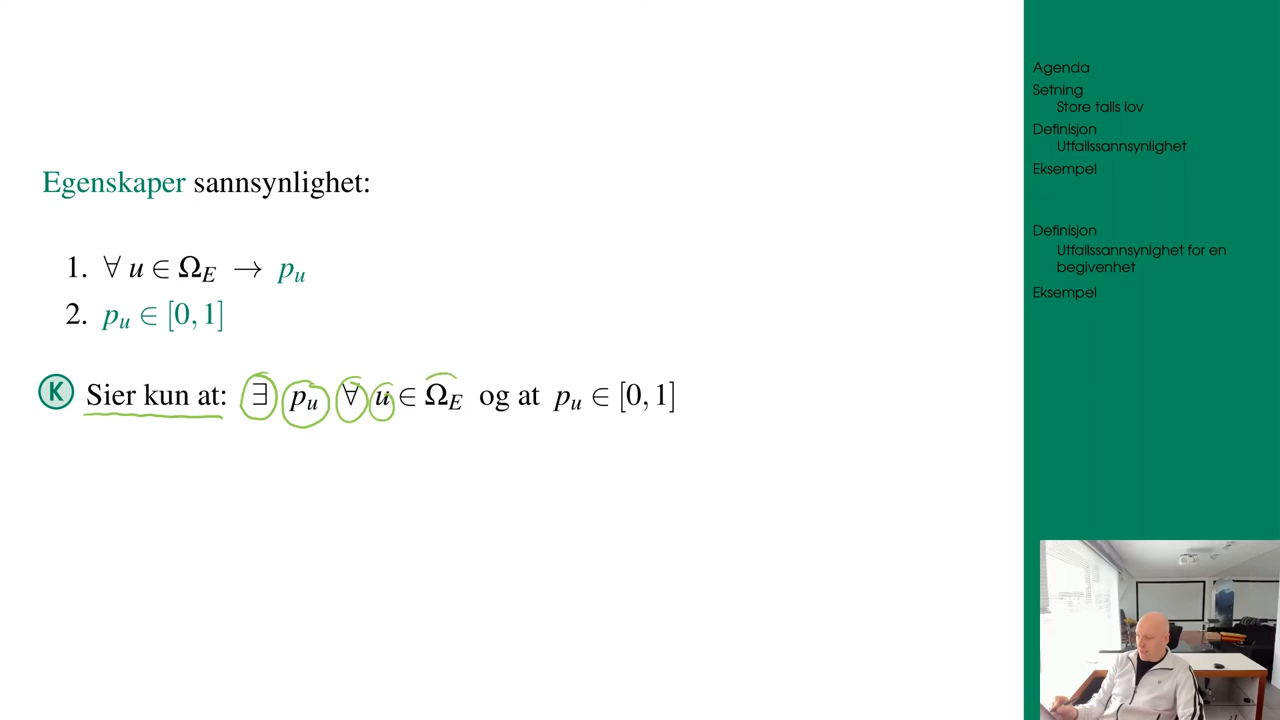 Egenskaper sannsynlighet:
1. ∀ u ∈ Ω_E → p_u
2. p_u ∈ [0, 1]
K Sier kun at: ∃ p_u ∀ u ∈ Ω_E og at p_u ∈ [0, 1]
Agenda
Setning
Store talls lov
Definisjon
Utfallssannsynlighet
Eksempel
Definisjon
Utfallssannsynlghet for en
begivenhet
Eksempel